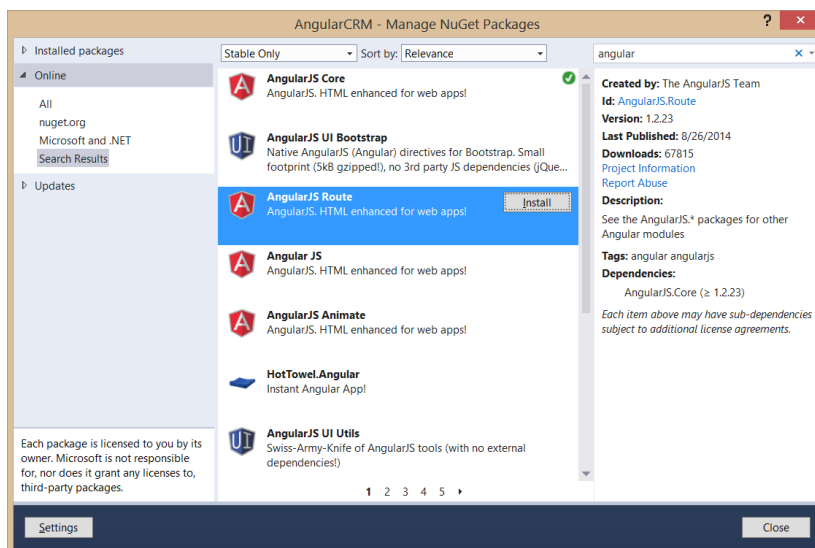 AngularCRM - Manage NuGet Packages
? ×
Installed packages
Online
All
nuget.org
Microsoft and .NET
Search Results
Updates
Each package is licensed to you by its
owner. Microsoft is not responsible
for, nor does it grant any licenses to,
third-party packages.
Stable Only
Sort by: Relevance
AngularJS Core
AngularJS. HTML enhanced for web apps!
AngularJS UI Bootstrap
Native AngularJS (Angular) directives for Bootstrap. Small
footprint (5kB gzipped!), no 3rd party JS dependencies (jQue...
AngularJS Route
AngularJS. HTML enhanced for web apps!
Install
Angular JS
AngularJS. HTML enhanced for web apps!
AngularJS Animate
AngularJS. HTML enhanced for web apps!
HotTowel.Angular
Instant Angular App!
AngularJS UI Utils
Swiss-Army-Knife of AngularJS tools (with no external
dependencies!)
1 2 3 4 5
angular
Created by: The AngularJS Team
Id: AngularJS.Route
Version: 1.2.23
Last Published: 8/26/2014
Downloads: 67815
Project Information
Report Abuse
Description:
See the AngularJS.* packages for other
Angular modules
Tags: angular angularjs
Dependencies:
AngularJS.Core (≥ 1.2.23)
Each item above may have sub-dependencies
subject to additional license agreements.
Settings
Close